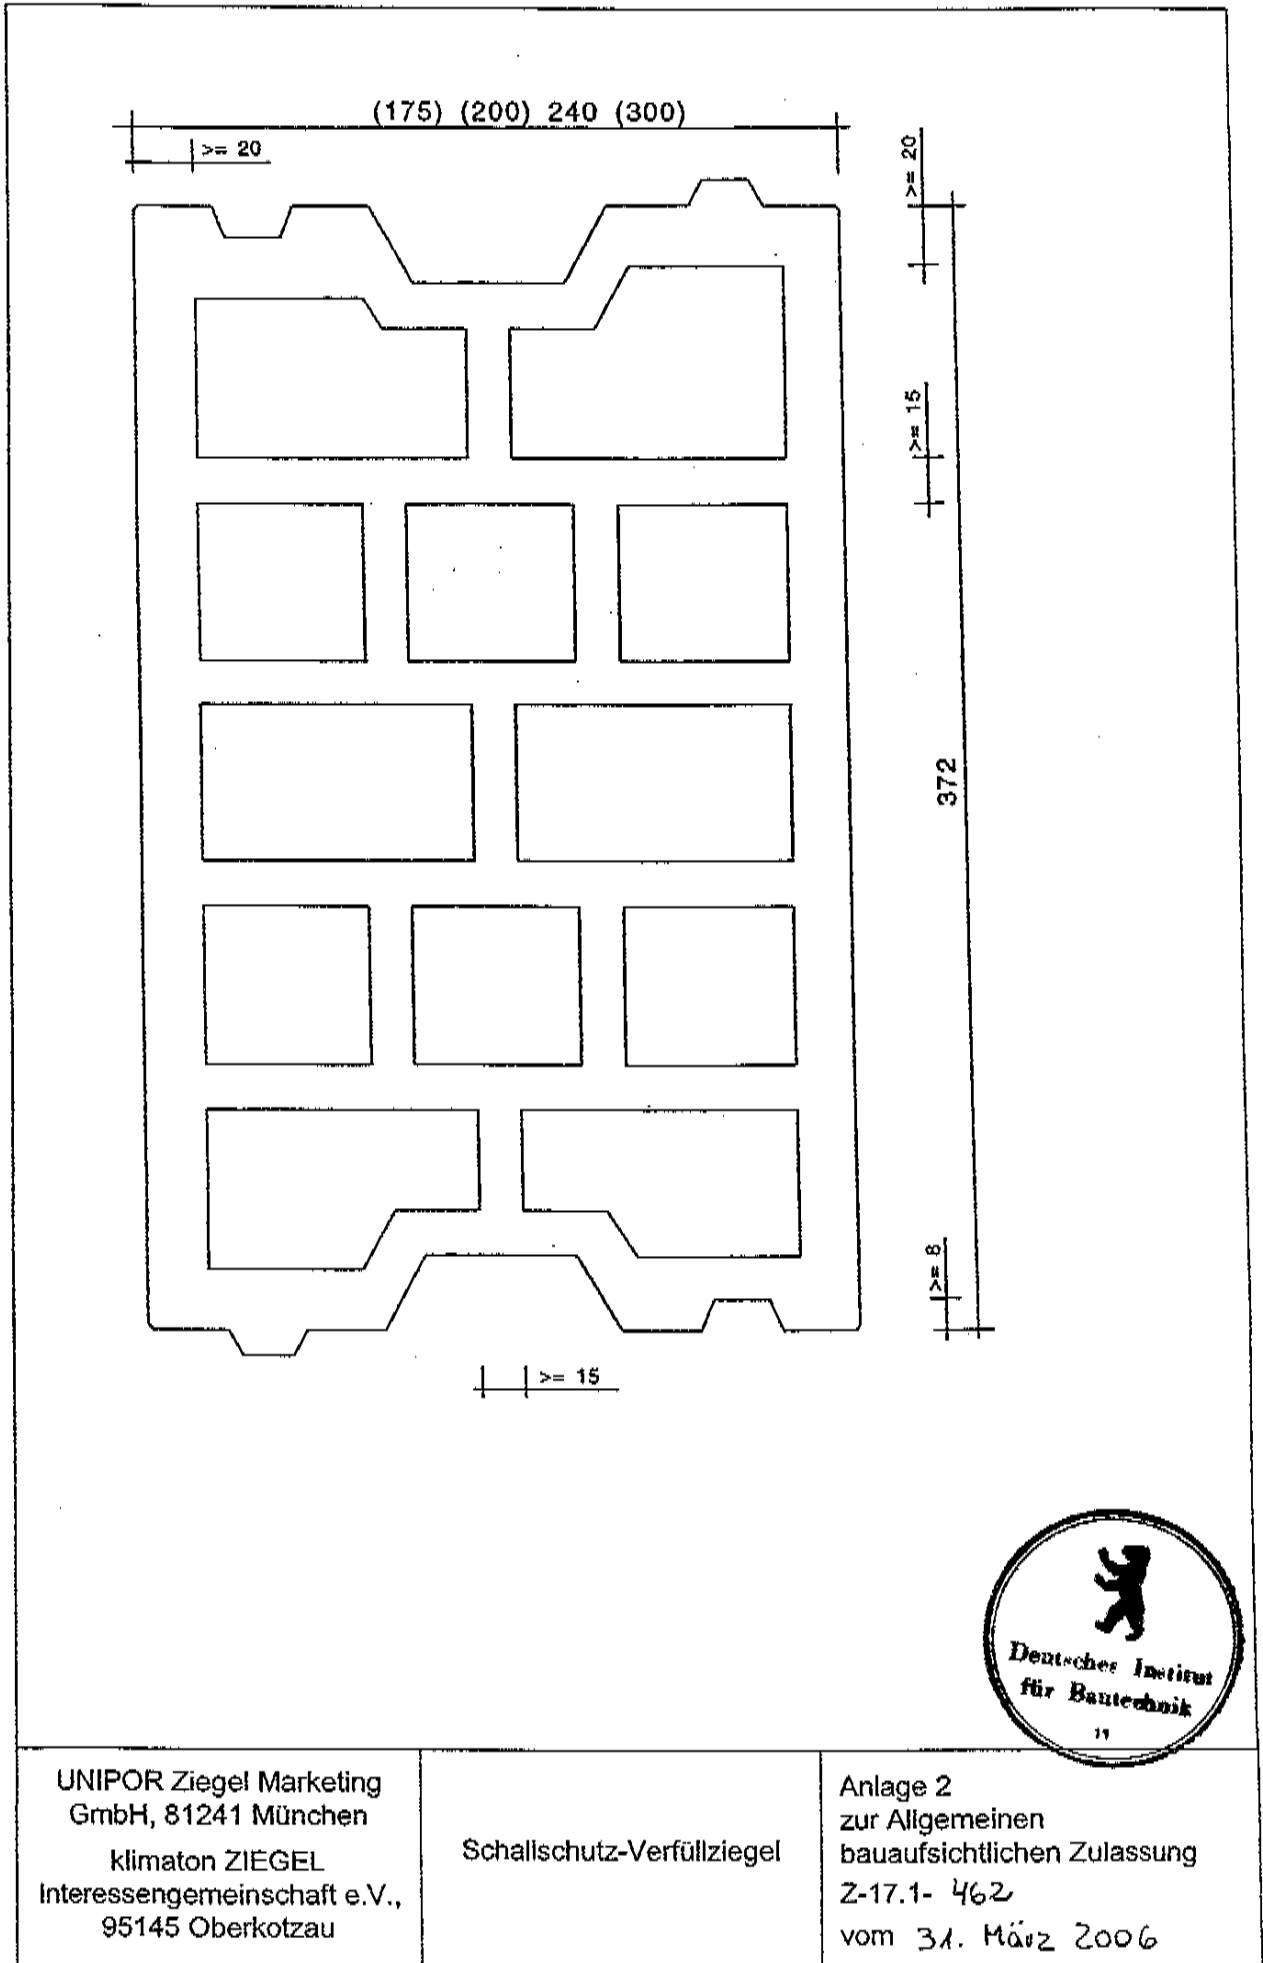 (175) (200) 240 (300)
>= 20
>= 20
>= 15
372
>= 8
>= 15
Deutsches Institut
für Bautechnik
11
UNIPOR Ziegel Marketing
GmbH, 81241 München
klimaton ZIEGEL
Interessengemeinschaft e.V.,
95145 Oberkotzau
Schallschutz-Verfüllziegel
Anlage 2
zur Allgemeinen
bauaufsichtlichen Zulassung
Z-17.1- 462
vom 31. März 2006